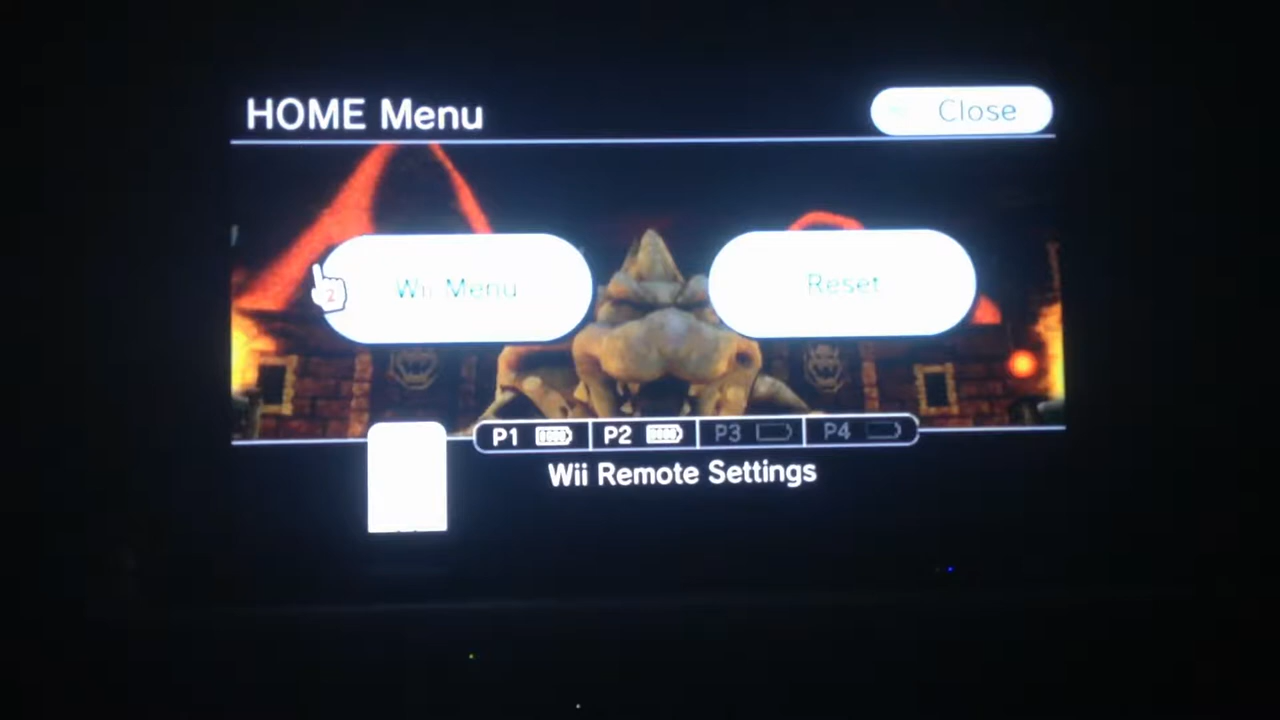 HOME Menu
Close
Wii Menu
Reset
2
P1 P2 P3 P4
Wii Remote Settings